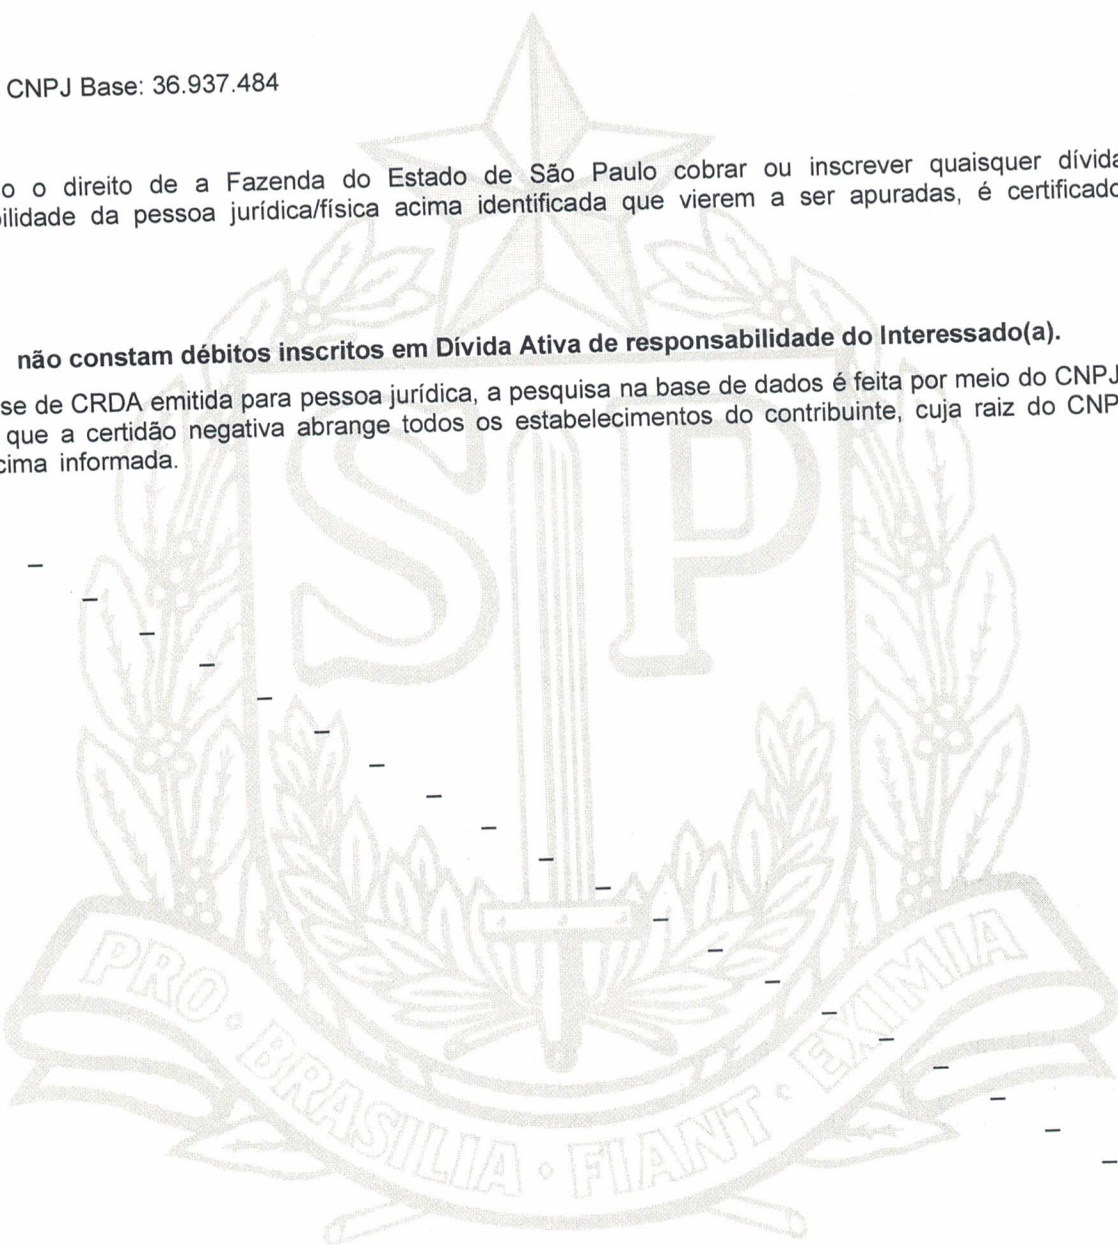 CNPJ Base: 36.937.484
o o direito de a Fazenda do Estado de São Paulo cobrar ou inscrever quaisquer dívida
bilidade da pessoa jurídica/física acima identificada que vierem a ser apuradas, é certificado
não constam débitos inscritos em Dívida Ativa de responsabilidade do Interessado(a).
se de CRDA emitida para pessoa jurídica, a pesquisa na base de dados é feita por meio do CNPJ
que a certidão negativa abrange todos os estabelecimentos do contribuinte, cuja raiz do CNP
cima informada.
SP
PRO BRASILIA FIANT EXIMIA